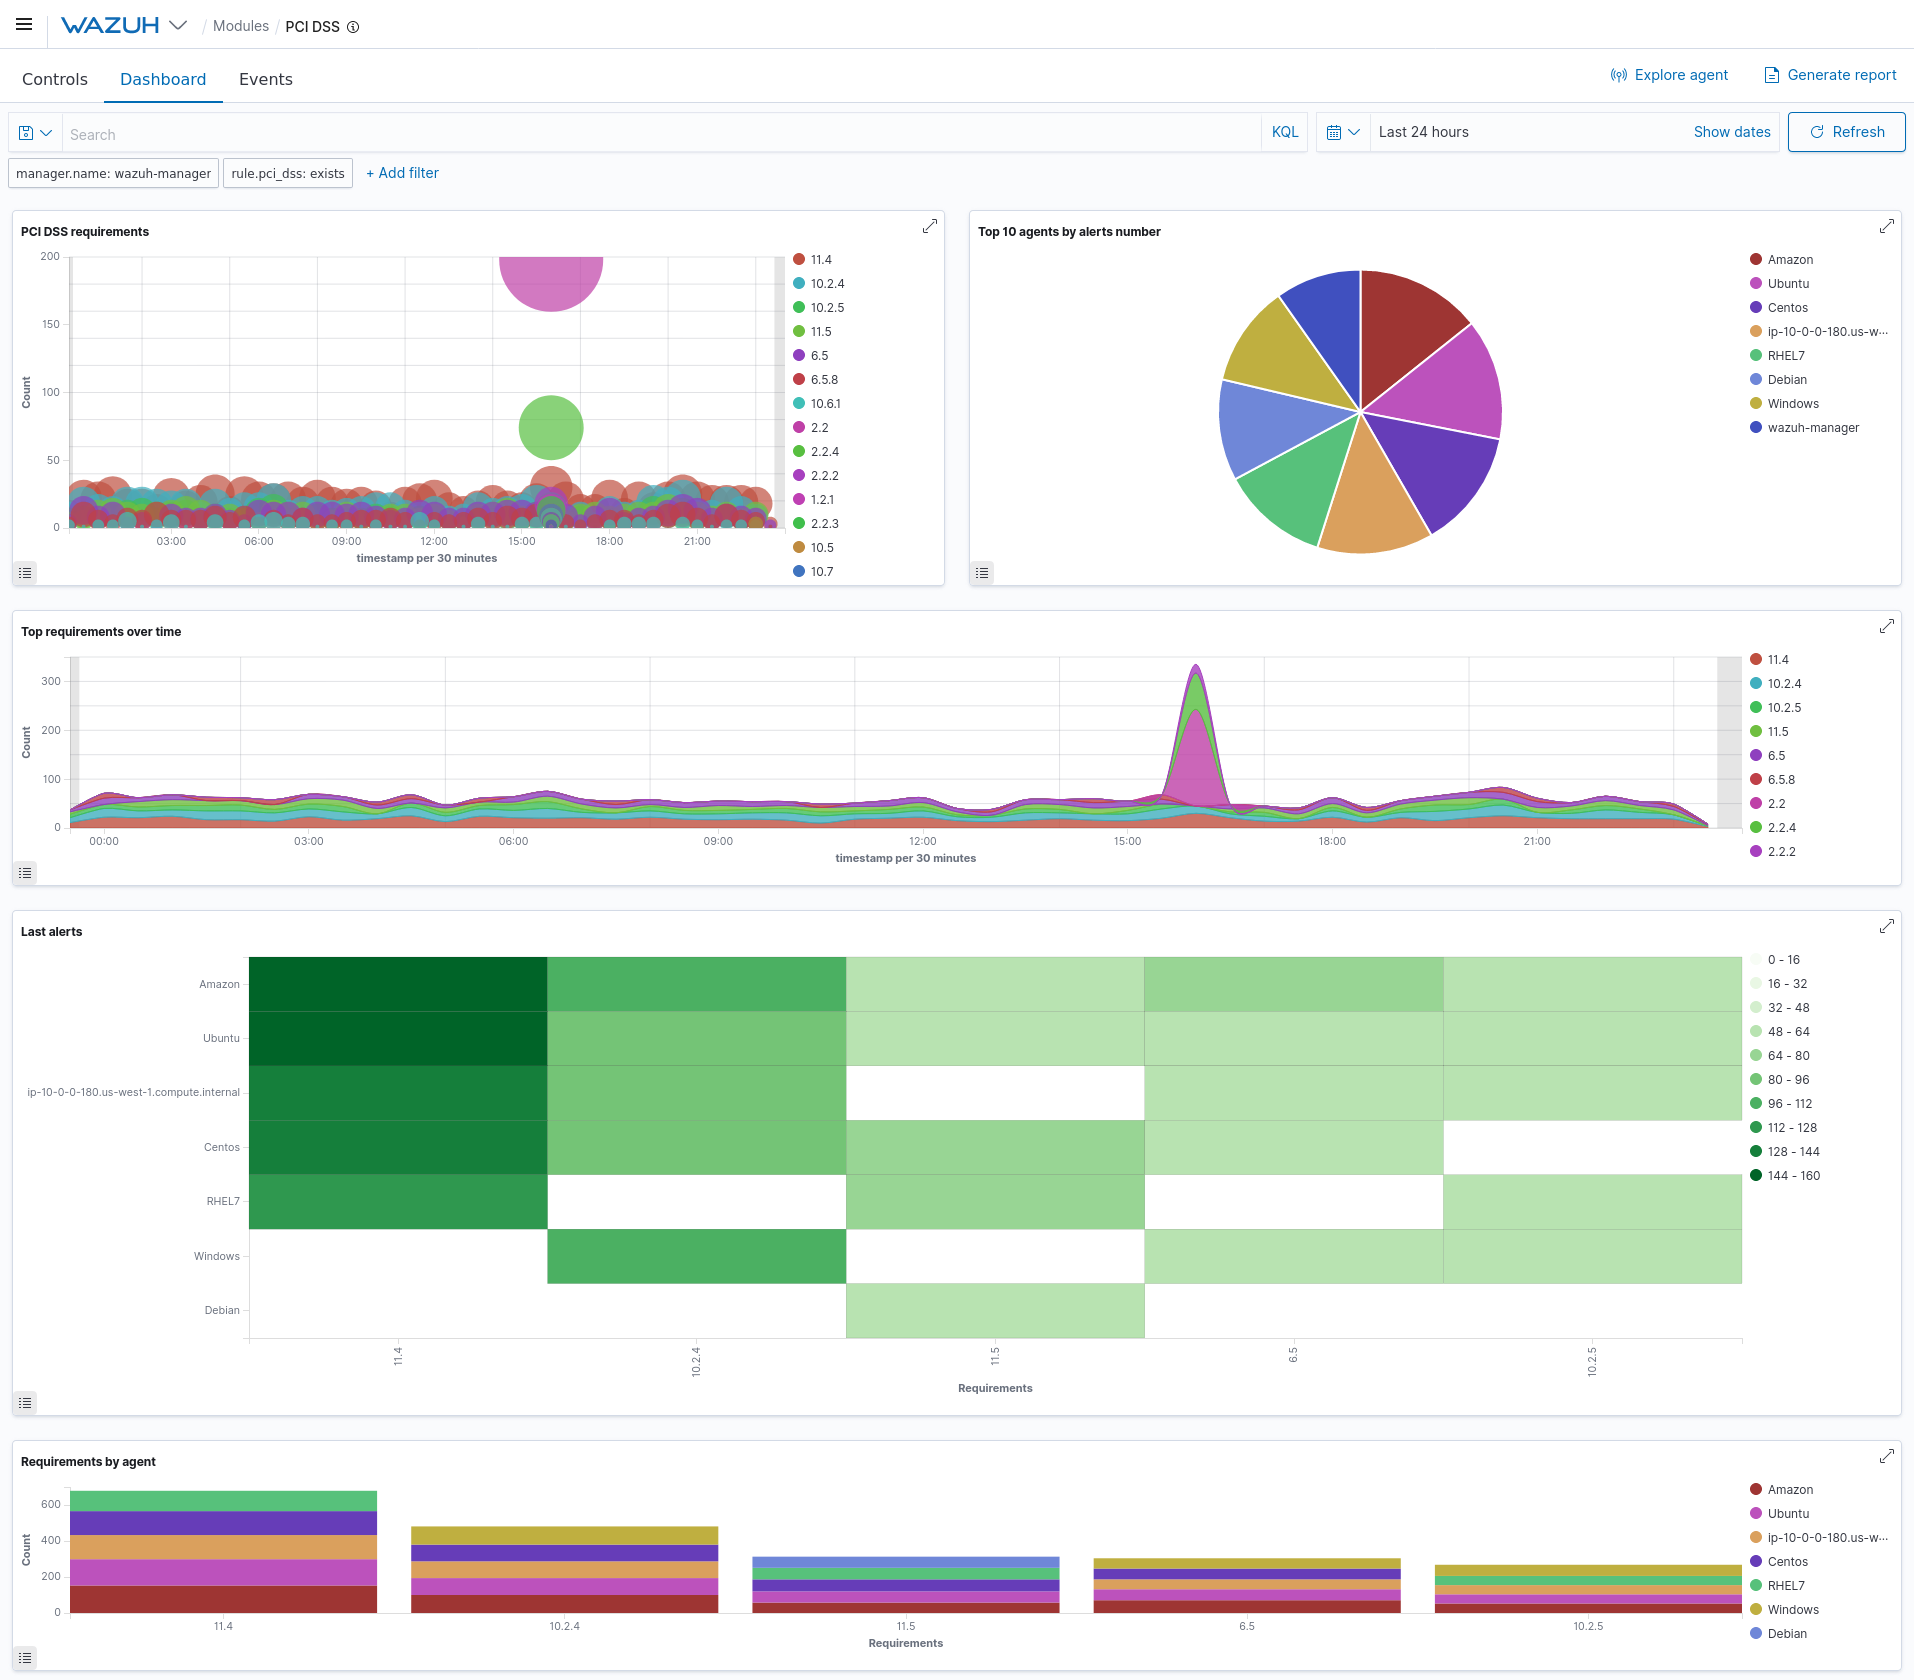 WAZUH / Modules / PCI DSS
Controls Dashboard Events Explore agent Generate report
Search KQL Last 24 hours Show dates Refresh
manager.name: wazuh-manager rule.pci_dss: exists + Add filter
PCI DSS requirements
200
150
100
50
0
Count
03:00 06:00 09:00 12:00 15:00 18:00 21:00
timestamp per 30 minutes
11.4
10.2.4
10.2.5
11.5
6.5
6.5.8
10.6.1
2.2
2.2.4
2.2.2
1.2.1
2.2.3
10.5
10.7
Top 10 agents by alerts number
Amazon
Ubuntu
Centos
ip-10-0-0-180.us-w...
RHEL7
Debian
Windows
wazuh-manager
Top requirements over time
300
200
100
0
Count
00:00 03:00 06:00 09:00 12:00 15:00 18:00 21:00
timestamp per 30 minutes
11.4
10.2.4
10.2.5
11.5
6.5
6.5.8
2.2
2.2.4
2.2.2
Last alerts
Amazon
Ubuntu
ip-10-0-0-180.us-west-1.compute.internal
Centos
RHEL7
Windows
Debian
11.4 10.2.4 11.5 6.5 10.2.5
Requirements
0 - 16
16 - 32
32 - 48
48 - 64
64 - 80
80 - 96
96 - 112
112 - 128
128 - 144
144 - 160
Requirements by agent
600
400
200
0
Count
11.4 10.2.4 11.5 6.5 10.2.5
Requirements
Amazon
Ubuntu
ip-10-0-0-180.us-w...
Centos
RHEL7
Windows
Debian